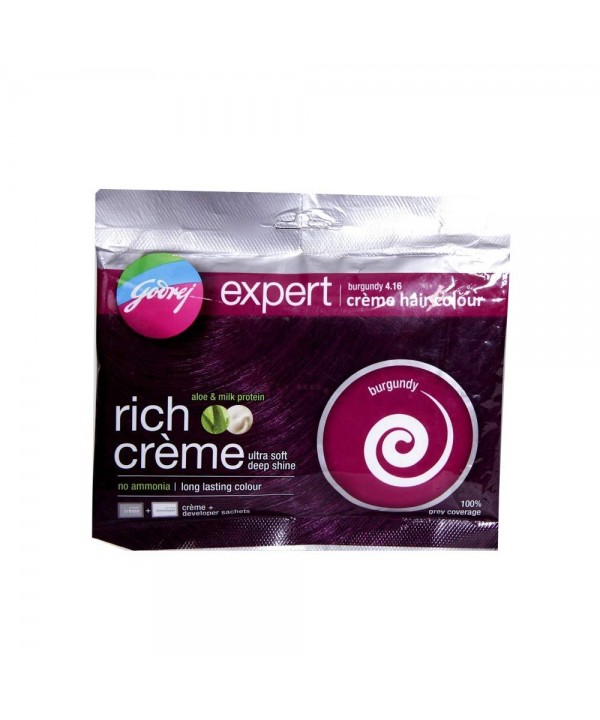 Godrej
expert
burgundy 4.16
crème hair colour
aloe & milk protein
rich
crème
ultra soft
deep shine
no ammonia | long lasting colour
crème +
developer sachets
burgundy
100%
grey coverage